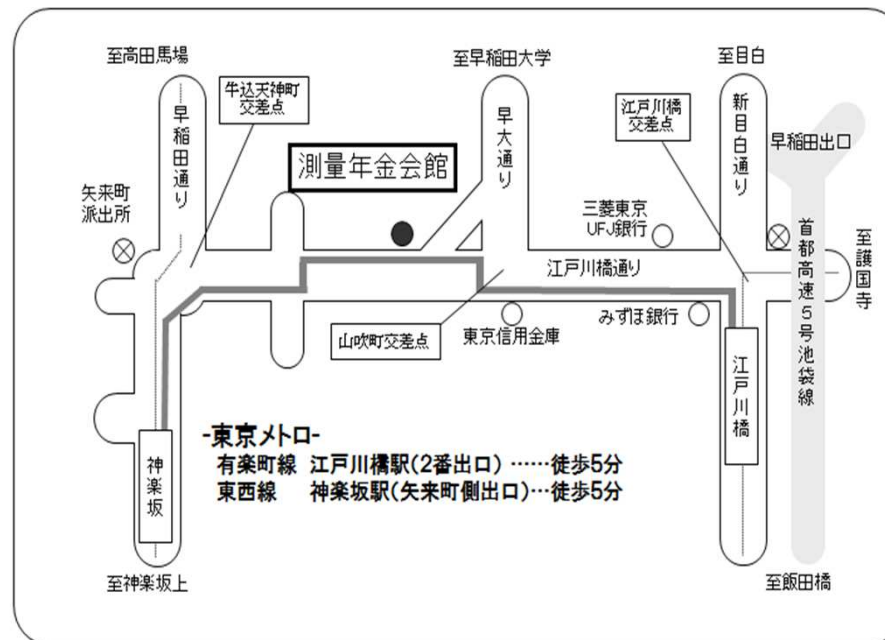 至高田馬場
至早稲田大学
至目白
牛込天神町
交差点
江戸川橋
交差点
早稲田通り
早大通り
新目白通り
早稲田出口
測量年金会館
矢来町
派出所
三菱東京
UFJ銀行
首都高速5号池袋線
至護国寺
江戸川橋通り
山吹町交差点
東京信用金庫
みずほ銀行
江戸川橋
神楽坂
-東京メトロ-
有楽町線 江戸川橋駅(2番出口) ……徒歩5分
東西線 神楽坂駅(矢来町側出口)…徒歩5分
至神楽坂上
至飯田橋